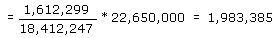 = 1,612,299 / 18,412,247 * 22,650,000 = 1,983,385